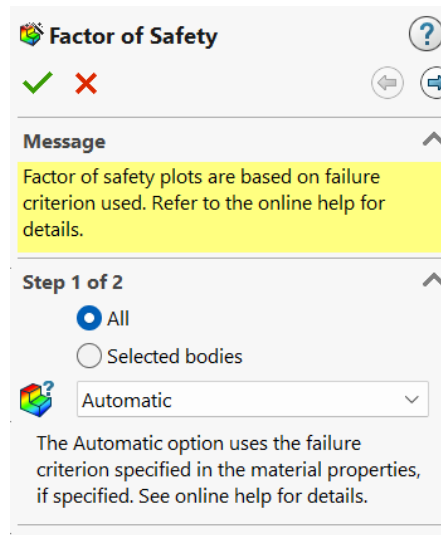 Factor of Safety
?
Message
Factor of safety plots are based on failure
criterion used. Refer to the online help for
details.
Step 1 of 2
All
Selected bodies
?
Automatic
The Automatic option uses the failure
criterion specified in the material properties,
if specified. See online help for details.